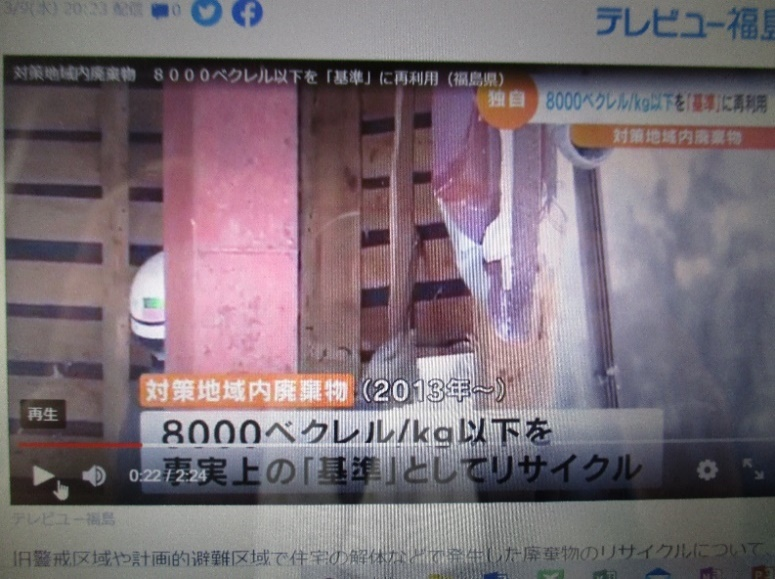 3/9(水) 20:23 配信 0
テレビュー福島
対策地域内廃棄物 8000ベクレル以下を「基準」に再利用(福島県)
独自
8000ベクレル/kg以下を「基準」に再利用
対策地域内廃棄物
対策地域内廃棄物(2013年~)
再生
8000ベクレル/kg以下を
事実上の「基準」としてリサイクル
0:22 / 2:24
テレビュー福島
旧警戒区域や計画的避難区域で住宅の解体などで発生した廃棄物のリサイクルについて、